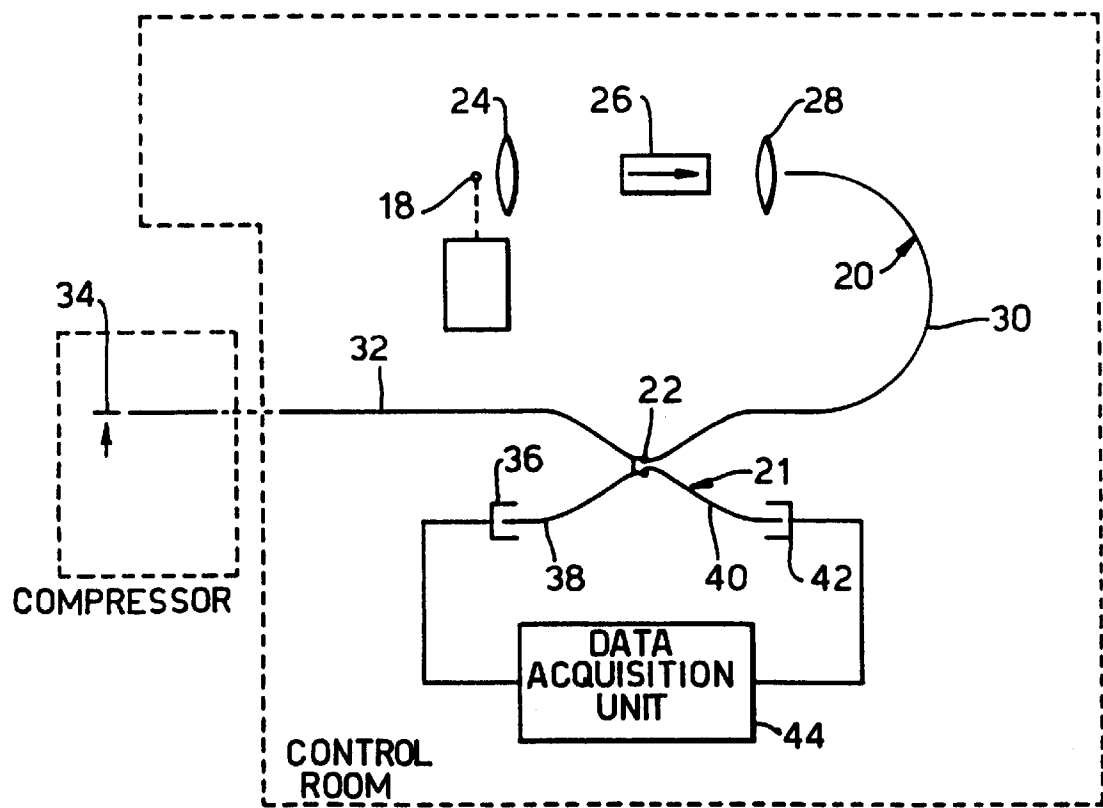 24
26
28
18
20
34
30
32
22
36
21
38
40
42
COMPRESSOR
DATA
ACQUISITION
UNIT
44
CONTROL
ROOM